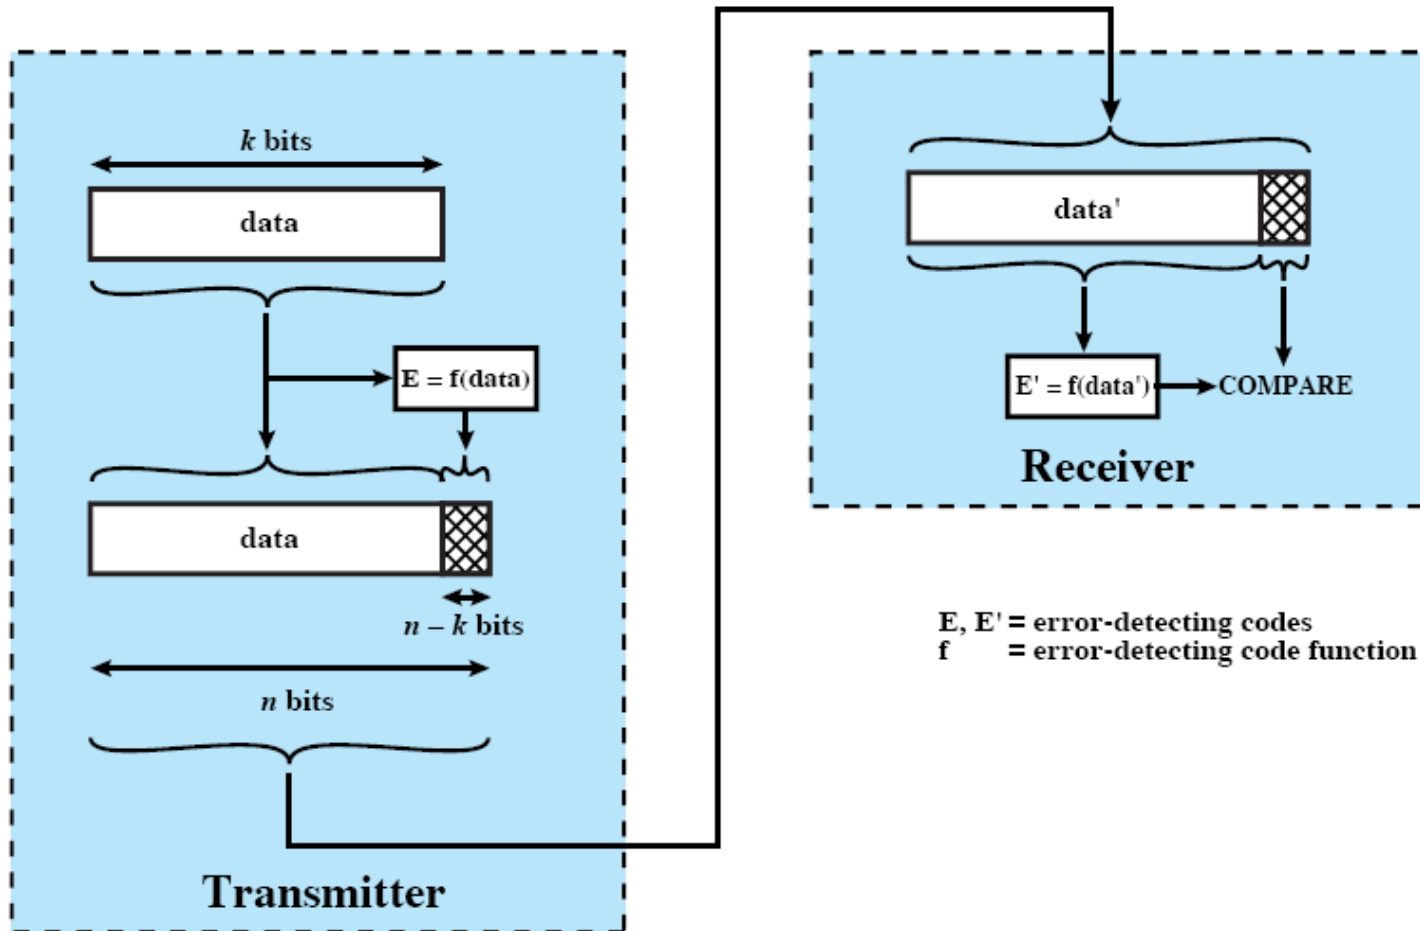 k bits
data
E = f(data)
data
n – k bits
n bits
Transmitter
data'
E' = f(data')
COMPARE
Receiver
E, E' = error-detecting codes
f = error-detecting code function